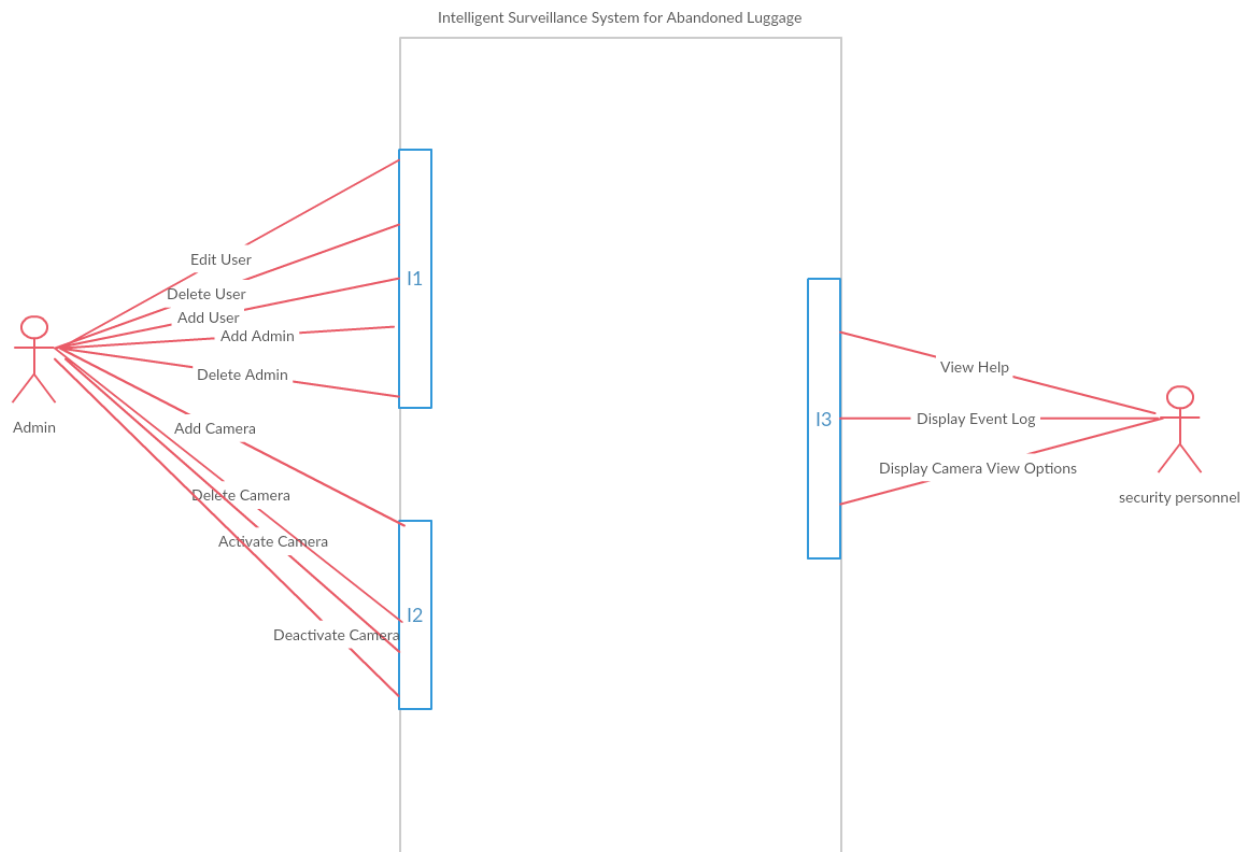 Intelligent Surveillance System for Abandoned Luggage
Edit User
Delete User
Add User
Add Admin
Delete Admin
Add Camera
Delete Camera
Activate Camera
Deactivate Camera
Admin
I1
I2
I3
View Help
Display Event Log
Display Camera View Options
security personnel